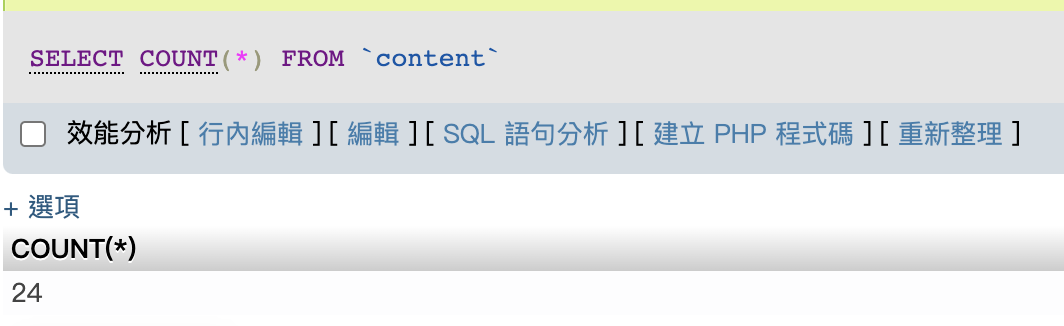 SELECT COUNT(*) FROM `content`
效能分析 [ 行內編輯 ] [ 編輯 ] [ SQL 語句分析 ] [ 建立 PHP 程式碼 ] [ 重新整理 ]
+ 選項
COUNT(*)
24